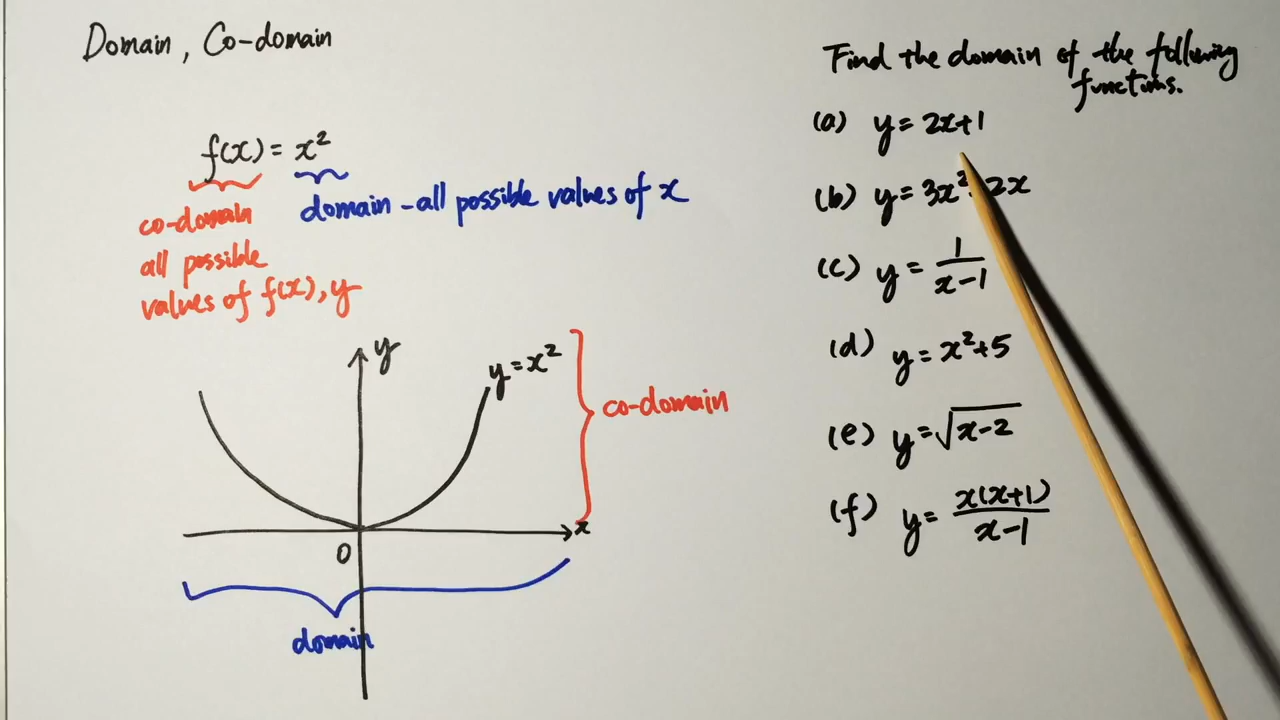 Domain, Co-domain
f(x) = x²
co-domain
all possible
values of f(x), y
domain - all possible values of x
y
y = x²
co-domain
x
0
domain
Find the domain of the following
functions.
(a) y = 2x+1
(b) y = 3x² 2x
(c) y = 1/(x-1)
(d) y = x²+5
(e) y = √(x-2)
(f) y = x(x+1)/(x-1)